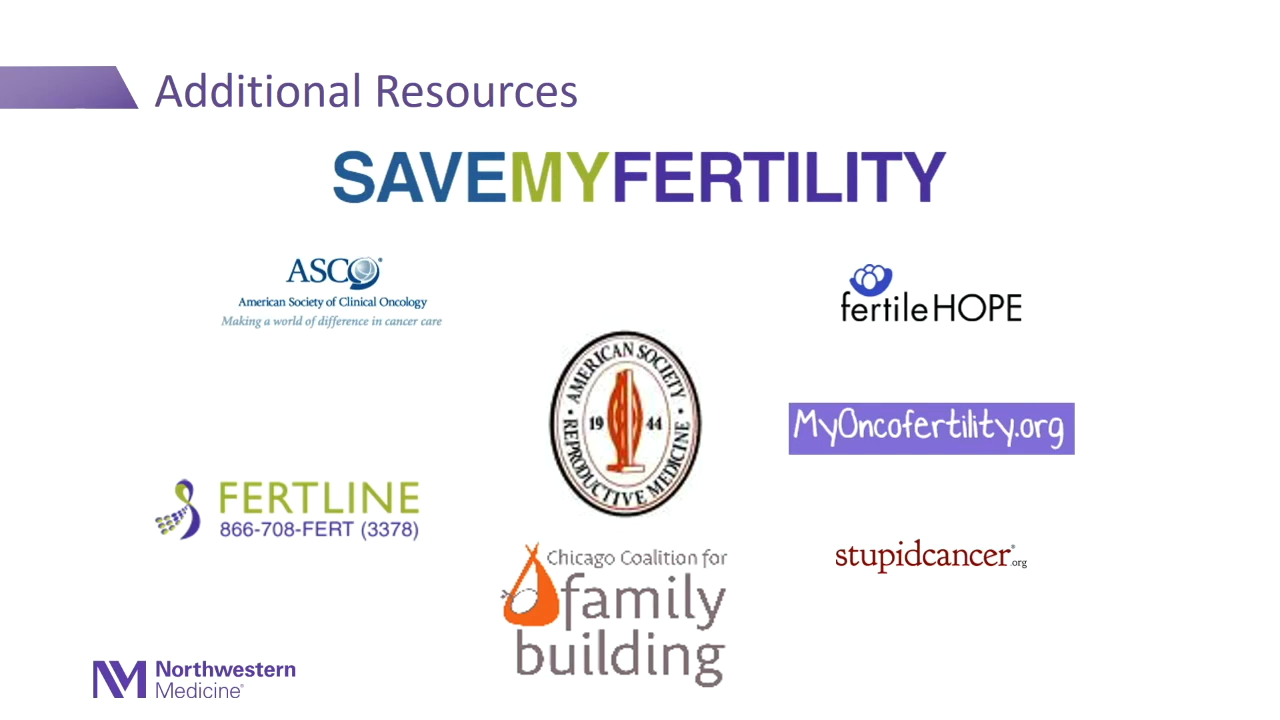 Additional Resources
SAVEMYFERTILITY
ASCO®
American Society of Clinical Oncology
Making a world of difference in cancer care
fertileHOPE
AMERICAN SOCIETY
19 44
REPRODUCTIVE MEDICINE
MyOncofertility.org
FERTLINE
866-708-FERT (3378)
Chicago Coalition for
family
building
stupidcancer®.org
Northwestern
Medicine®